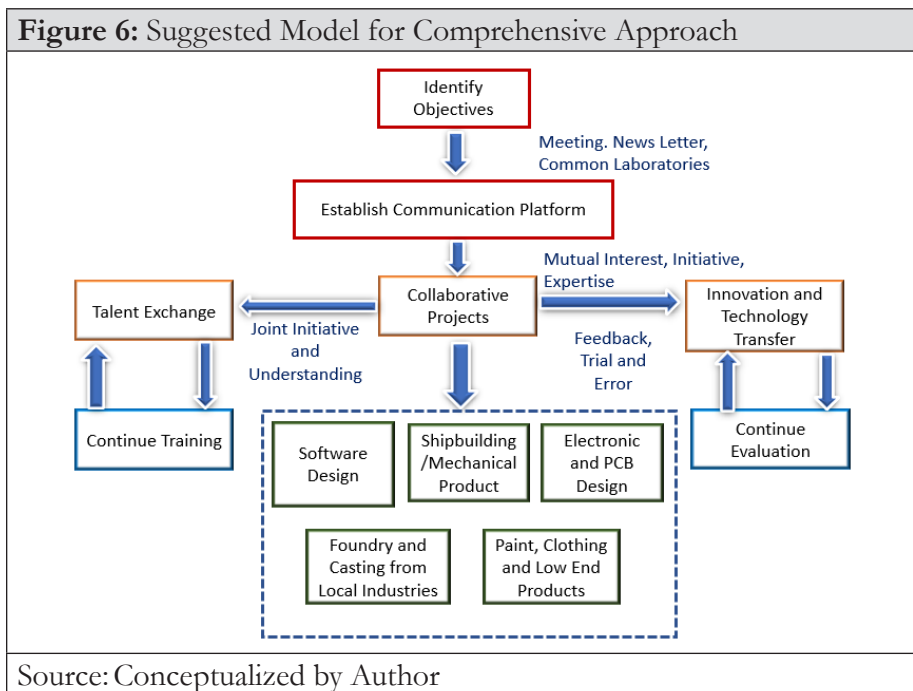 Figure 6: Suggested Model for Comprehensive Approach
Identify
Objectives
Meeting. News Letter,
Common Laboratories
Establish Communication Platform
Mutual Interest, Initiative,
Expertise
Talent Exchange
Collaborative
Projects
Innovation and
Technology
Transfer
Joint Initiative
and
Understanding
Feedback,
Trial and
Error
Continue Training
Continue
Evaluation
Software
Design
Shipbuilding
/Mechanical
Product
Electronic
and PCB
Design
Foundry and
Casting from
Local Industries
Paint, Clothing
and Low End
Products
Source: Conceptualized by Author